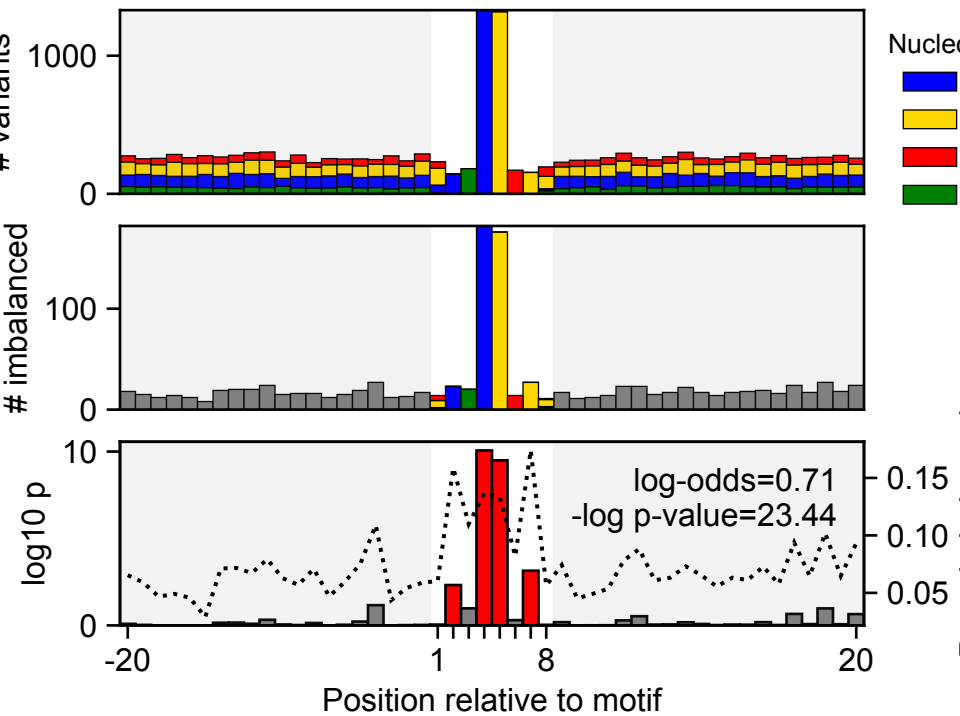 # variants
1000
0
Nucleo
# imbalanced
100
0
log10 p
10
0
log-odds=0.71
-log p-value=23.44
0.15
0.10
0.05
-20
1
8
20
Position relative to motif